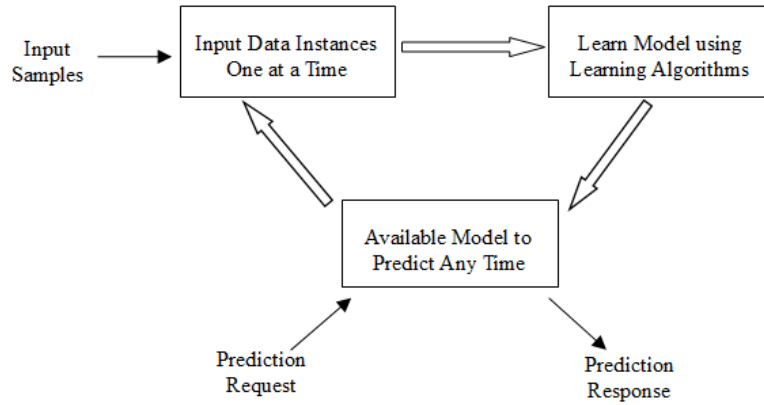 Input
Samples
Input Data Instances
One at a Time
Learn Model using
Learning Algorithms
Available Model to
Predict Any Time
Prediction
Request
Prediction
Response